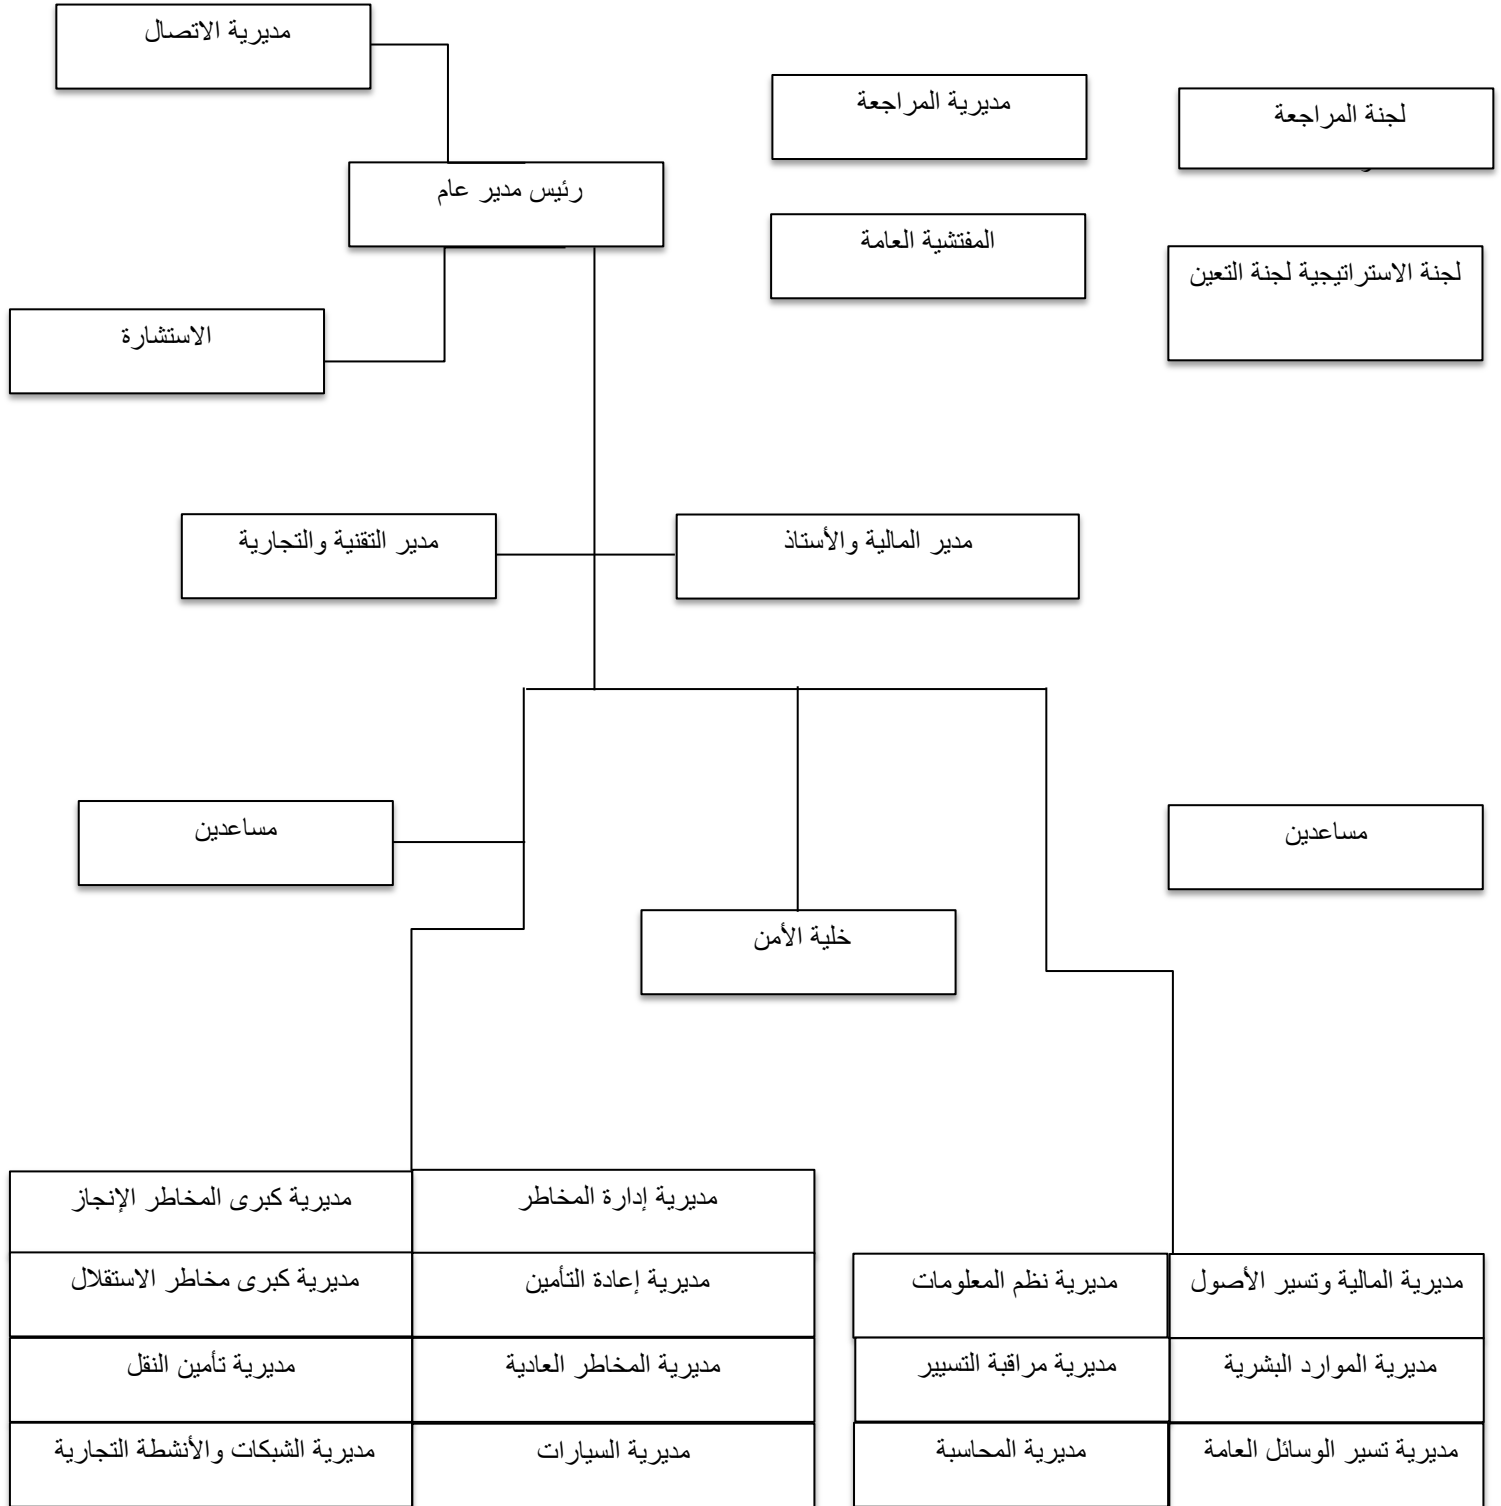 مديرية الاتصال
مديرية المراجعة
لجنة المراجعة
رئيس مدير عام
المفتشية العامة
لجنة الاستراتيجية لجنة التعين
الاستشارة
مدير التقنية والتجارية
مدير المالية والأستاذ
مساعدين
مساعدين
خلية الأمن
مديرية إدارة المخاطر
مديرية كبرى المخاطر الإنجاز
مديرية المالية وتسير الأصول
مديرية نظم المعلومات
مديرية إعادة التأمين
مديرية كبرى مخاطر الاستقلال
مديرية الموارد البشرية
مديرية مراقبة التسيير
مديرية المخاطر العادية
مديرية تأمين النقل
مديرية تسير الوسائل العامة
مديرية المحاسبة
مديرية السيارات
مديرية الشبكات والأنشطة التجارية